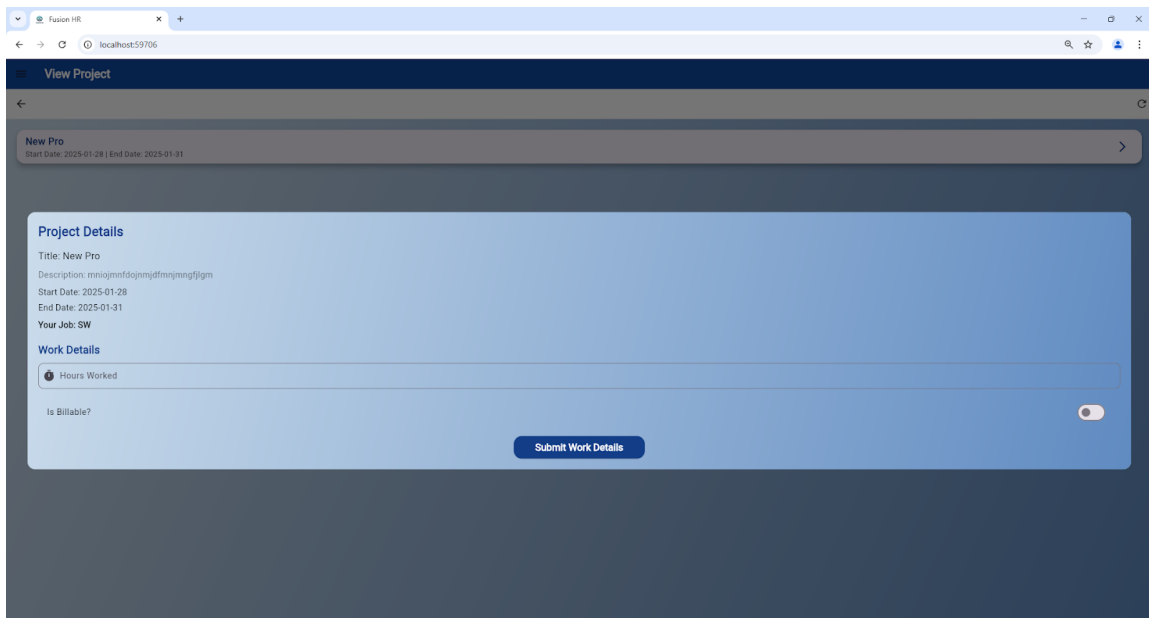 Fusion HR
localhost:59706
View Project
New Pro
Start Date: 2025-01-28 | End Date: 2025-01-31
Project Details
Title: New Pro
Description: mniojmnfdojnmjdfmnjmngfjlgm
Start Date: 2025-01-28
End Date: 2025-01-31
Your Job: SW
Work Details
Hours Worked
Is Billable?
Submit Work Details